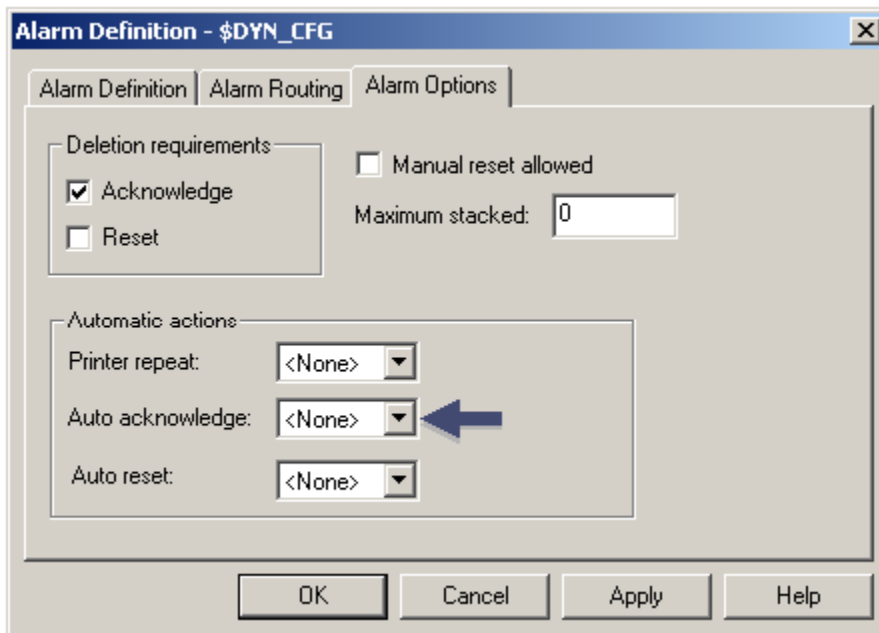 Alarm Definition - $DYN_CFG
Alarm Definition Alarm Routing Alarm Options
Deletion requirements
Acknowledge
Reset
Manual reset allowed
Maximum stacked: 0
Automatic actions
Printer repeat: <None>
Auto acknowledge: <None>
Auto reset: <None>
OK Cancel Apply Help